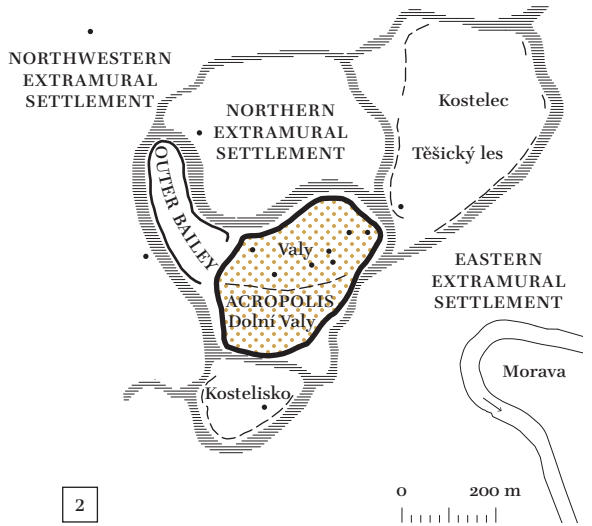 NORTHWESTERN
EXTRAMURAL
SETTLEMENT
NORTHERN
EXTRAMURAL
SETTLEMENT
Kostelec
Těšický les
OUTER BAILEY
Valy
ACROPOLIS
Dolní Valy
EASTERN
EXTRAMURAL
SETTLEMENT
Morava
Kostelisko
2
0 200 m